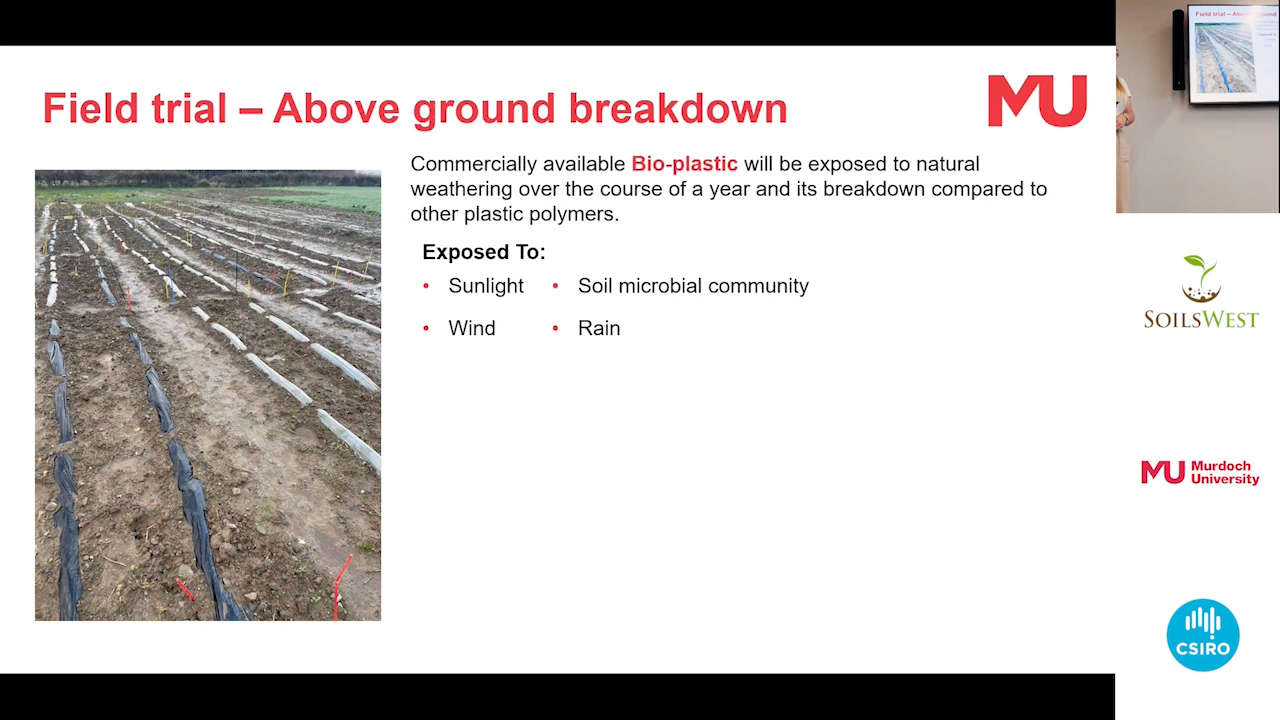 Field trial – Above ground breakdown
MU
Commercially available Bio-plastic will be exposed to natural
weathering over the course of a year and its breakdown compared to
other plastic polymers.
Exposed To:
• Sunlight • Soil microbial community
• Wind • Rain
Field trial – Above ground
SOILSWEST
MU Murdoch
University
CSIRO